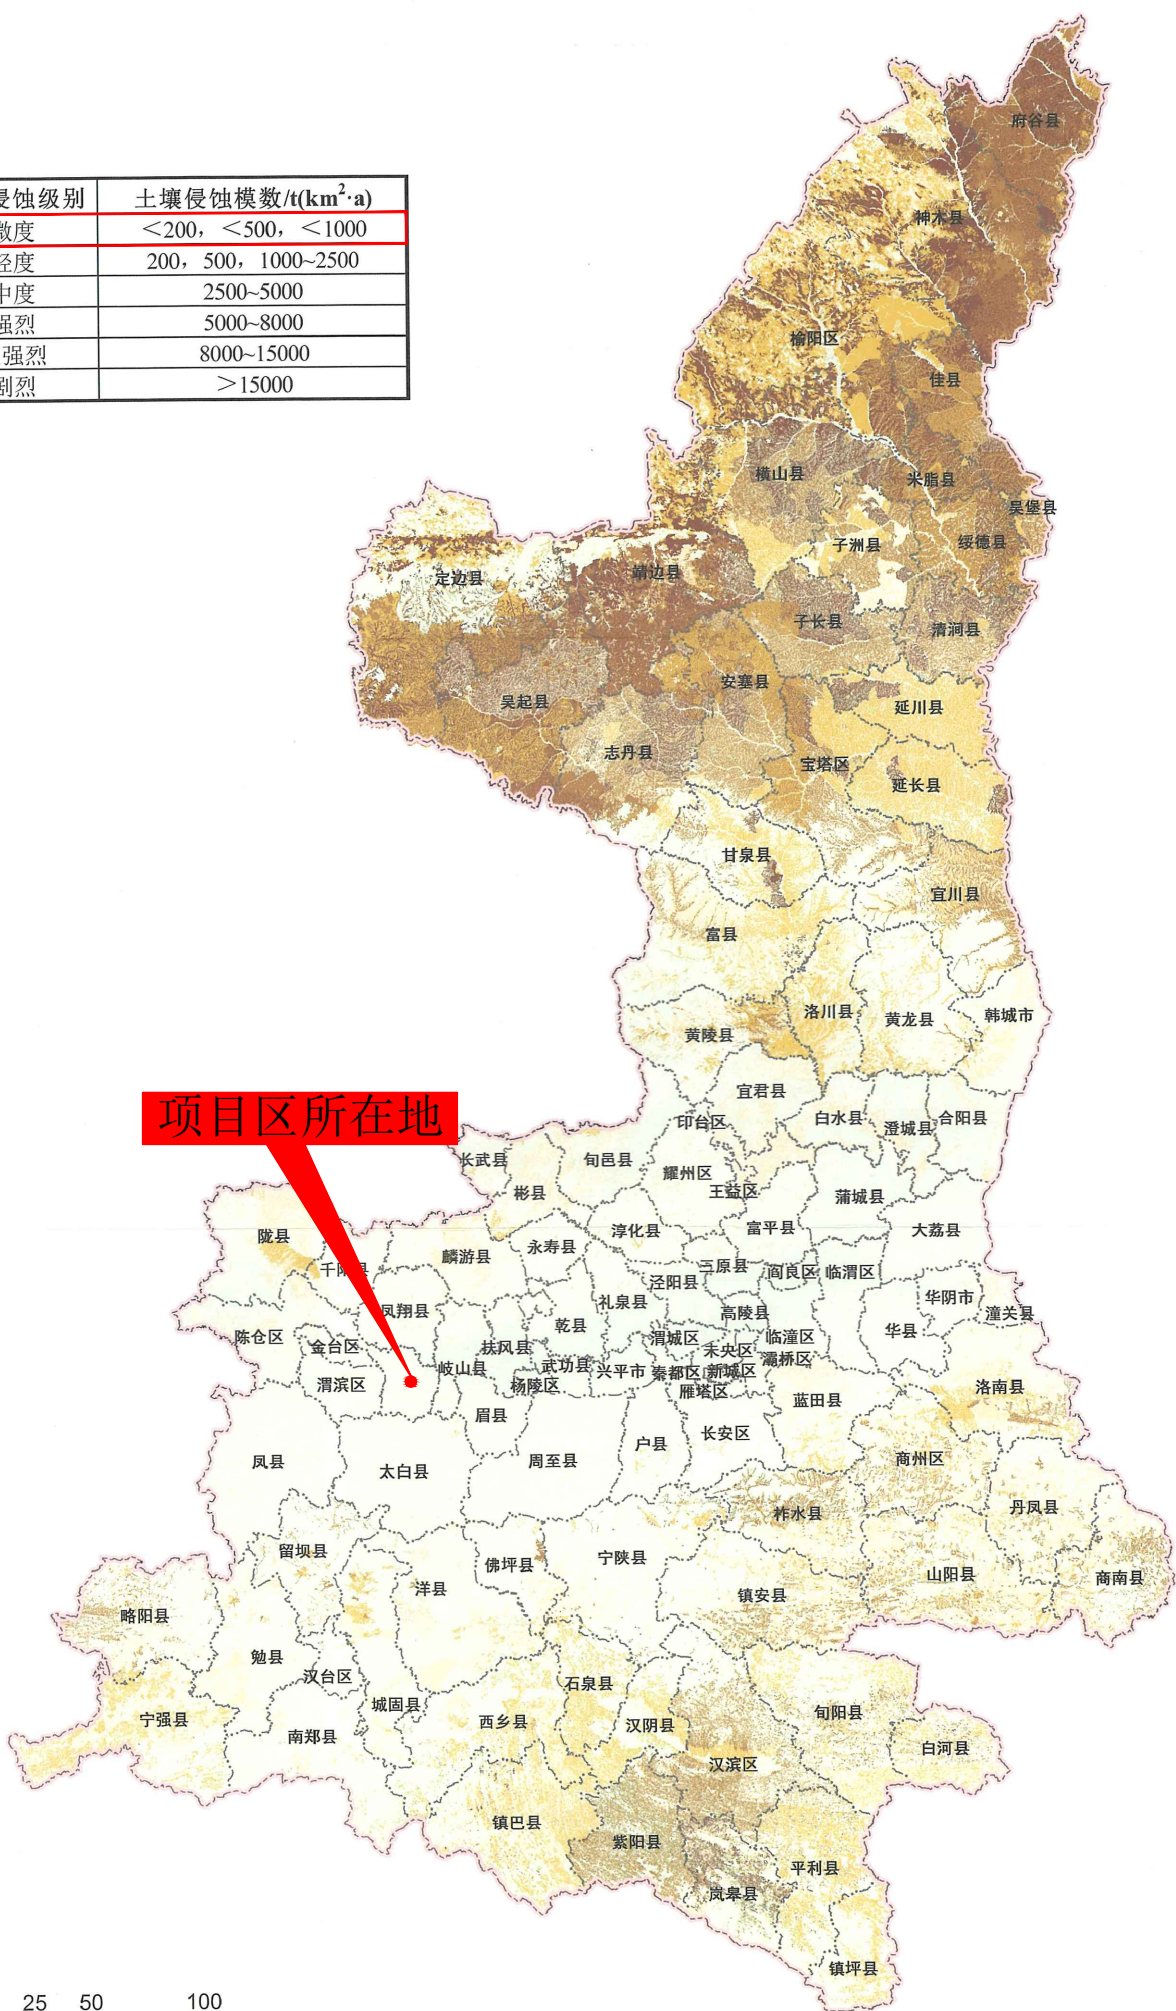 侵蚀级别 土壤侵蚀模数/t(km²·a)
微度 <200，<500，<1000
轻度 200，500，1000~2500
中度 2500~5000
强烈 5000~8000
强烈 8000~15000
剧烈 >15000
府谷县
神木县
榆阳区
佳县
横山县
米脂县
吴堡县
子洲县
绥德县
定边县
靖边县
子长县
清涧县
安塞县
吴起县
延川县
志丹县
宝塔区
延长县
甘泉县
宜川县
富县
洛川县
黄龙县
韩城市
黄陵县
宜君县
项目区所在地
印台区
白水县
澄城县
合阳县
长武县
旬邑县
耀州区
彬县
王益区
蒲城县
陇县
淳化县
富平县
大荔县
麟游县
永寿县
千阳县
三原县
阎良区
临渭区
泾阳县
礼泉县
华阴市
凤翔县
高陵县
潼关县
乾县
华县
陈仓区
金台区
扶风县
渭城区
未央区
临潼区
灞桥区
岐山县
武功县
兴平市
秦都区
新城区
渭滨区
杨陵区
雁塔区
洛南县
蓝田县
眉县
长安区
户县
凤县
太白县
周至县
商州区
丹凤县
柞水县
留坝县
佛坪县
宁陕县
洋县
山阳县
商南县
镇安县
略阳县
勉县
汉台区
石泉县
城固县
宁强县
南郑县
西乡县
汉阴县
旬阳县
白河县
汉滨区
镇巴县
紫阳县
平利县
岚皋县
镇坪县
25 50 100